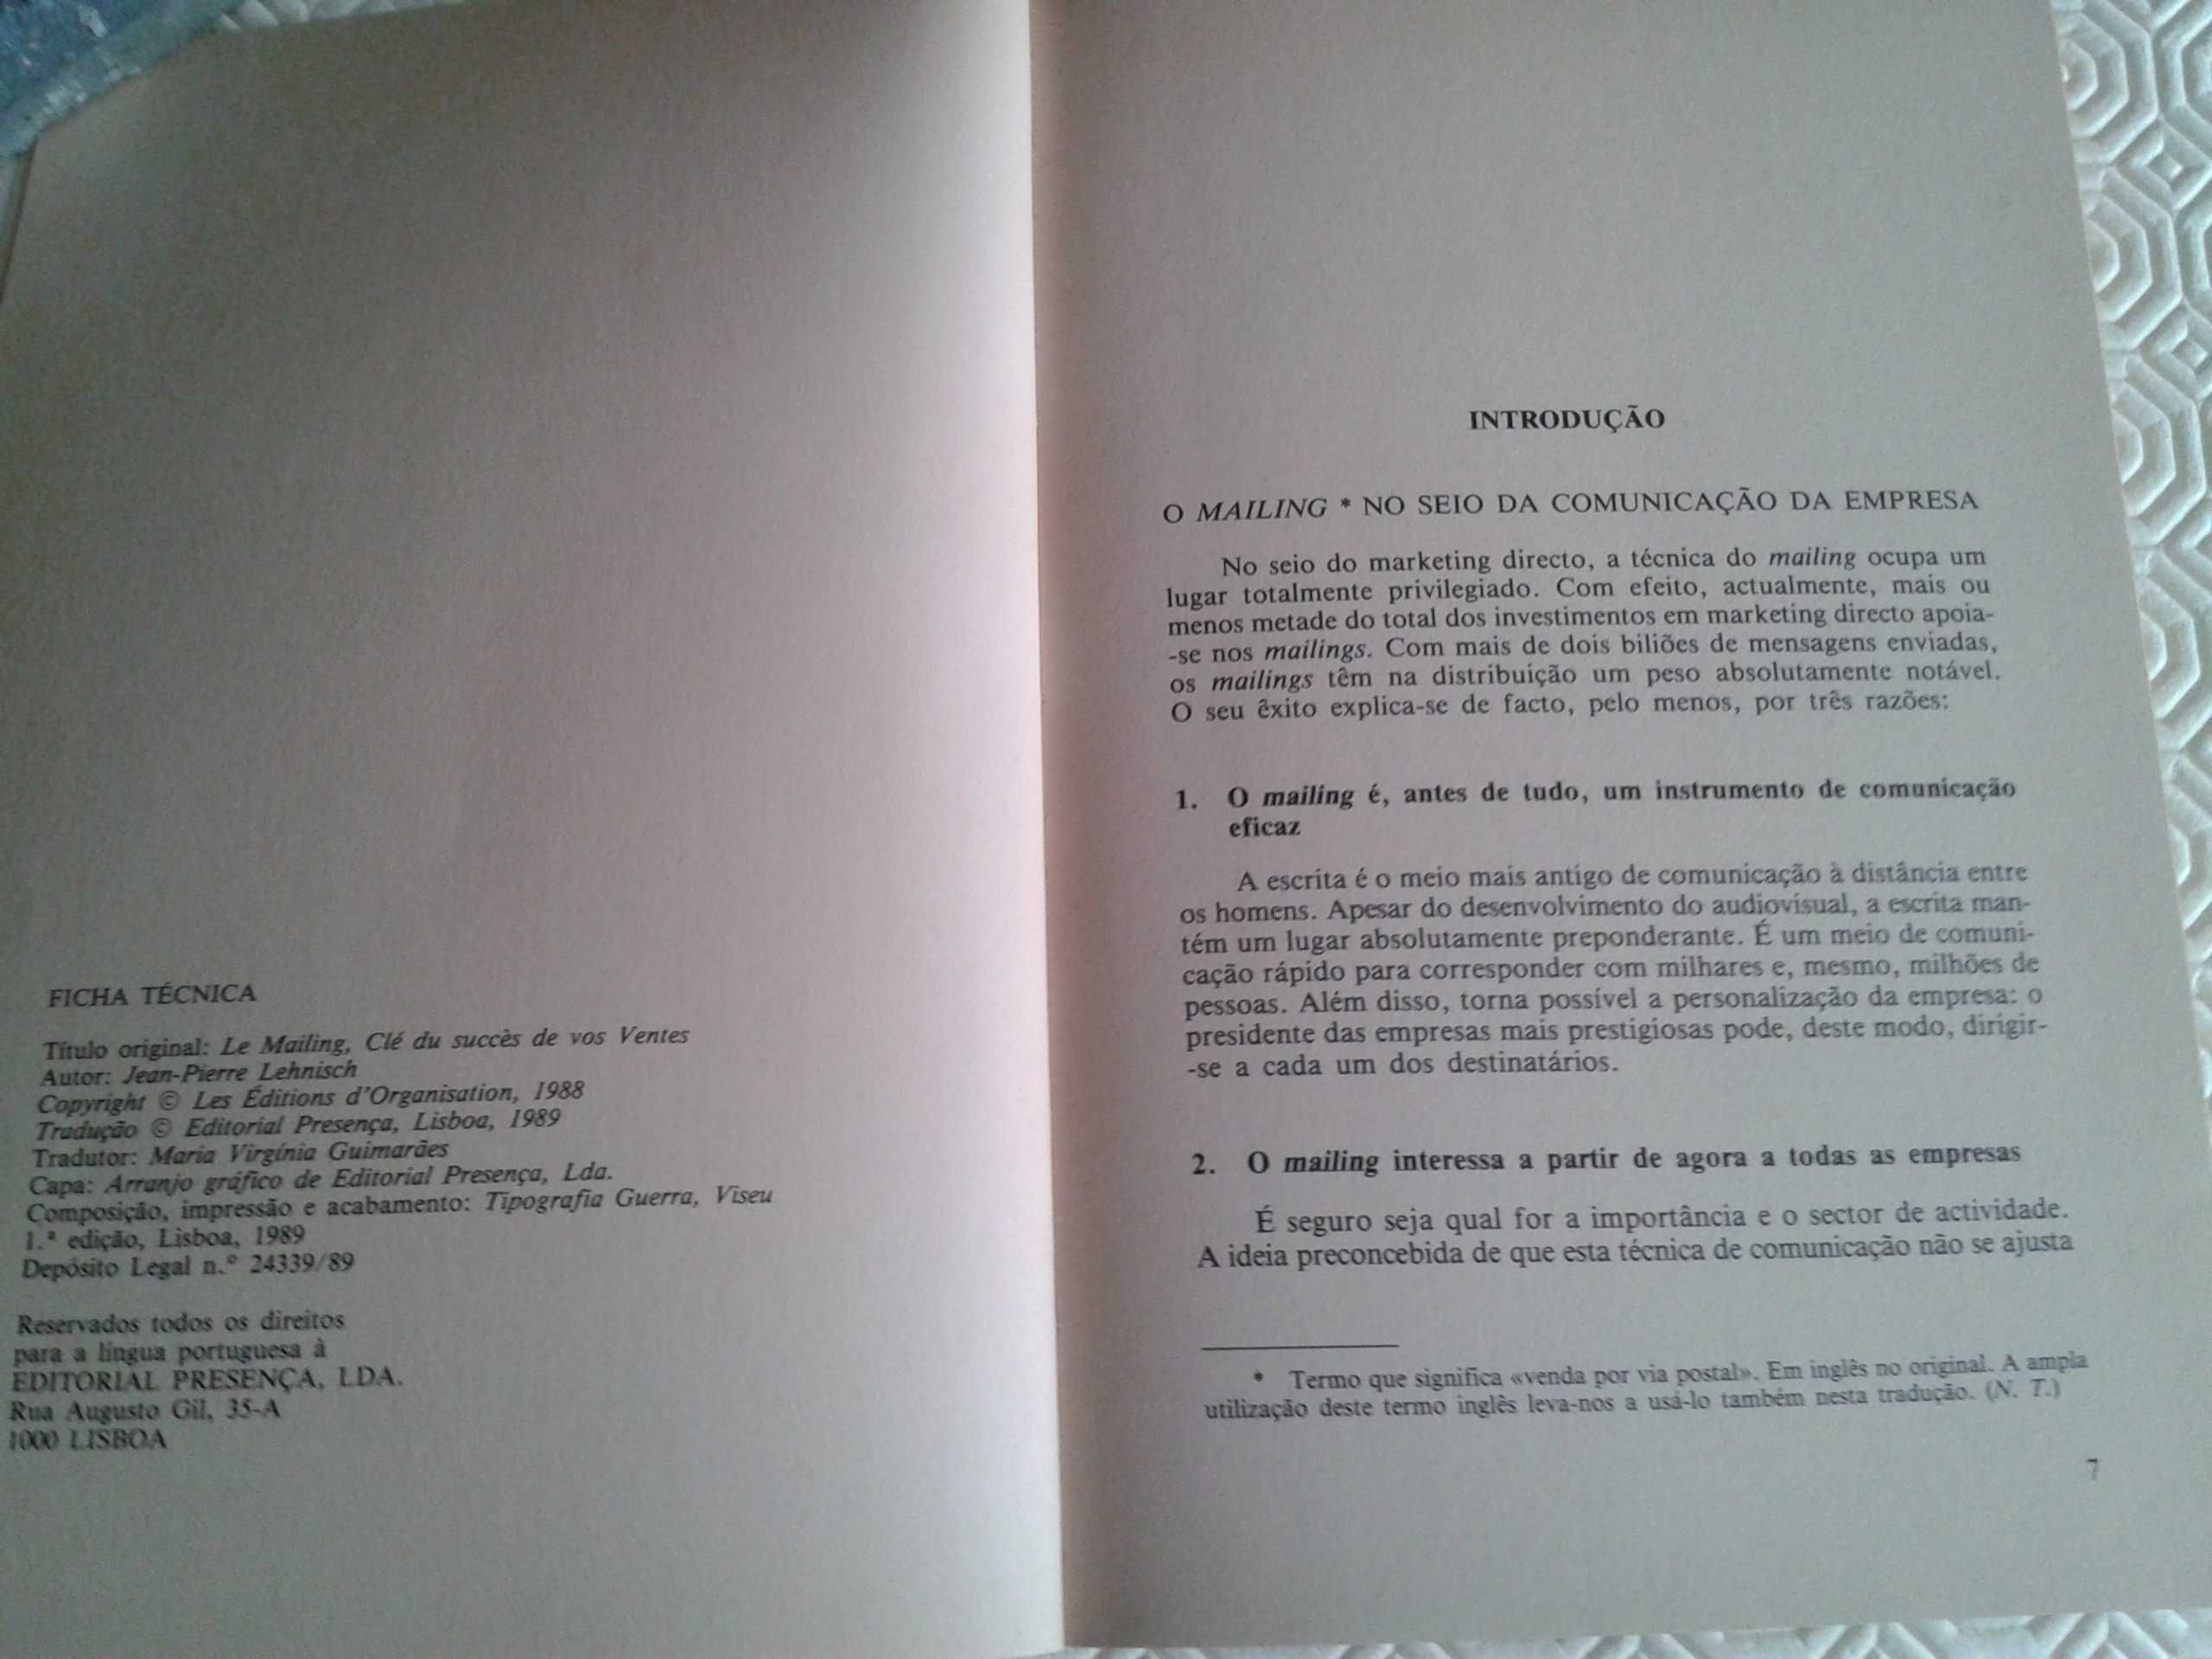 FICHA TÉCNICA
Título original: Le Mailing, Clé du succès de vos Ventes
Autor: Jean-Pierre Lehnisch
Copyright © Les Éditions d'Organisation, 1988
Tradução © Editorial Presença, Lisboa, 1989
Tradutor: Maria Virgínia Guimarães
Capa: Arranjo gráfico de Editorial Presença, Lda.
Composição, impressão e acabamento: Tipografia Guerra, Viseu
1.ª edição, Lisboa, 1989
Depósito Legal n.º 24339/89
Reservados todos os direitos
para a língua portuguesa à
EDITORIAL PRESENÇA, LDA.
Rua Augusto Gil, 35-A
1000 LISBOA
INTRODUÇÃO
O MAILING * NO SEIO DA COMUNICAÇÃO DA EMPRESA
No seio do marketing directo, a técnica do mailing ocupa um
lugar totalmente privilegiado. Com efeito, actualmente, mais ou
menos metade do total dos investimentos em marketing directo apoia-
-se nos mailings. Com mais de dois biliões de mensagens enviadas,
os mailings têm na distribuição um peso absolutamente notável.
O seu êxito explica-se de facto, pelo menos, por três razões:
1. O mailing é, antes de tudo, um instrumento de comunicação
eficaz
A escrita é o meio mais antigo de comunicação à distância entre
os homens. Apesar do desenvolvimento do audiovisual, a escrita man-
tém um lugar absolutamente preponderante. É um meio de comuni-
cação rápido para corresponder com milhares e, mesmo, milhões de
pessoas. Além disso, torna possível a personalização da empresa: o
presidente das empresas mais prestigiosas pode, deste modo, dirigir-
-se a cada um dos destinatários.
2. O mailing interessa a partir de agora a todas as empresas
É seguro seja qual for a importância e o sector de actividade.
A ideia preconcebida de que esta técnica de comunicação não se ajusta
* Termo que significa «venda por via postal». Em inglês no original. A ampla
utilização deste termo inglês leva-nos a usá-lo também nesta tradução. (N. T.)
7